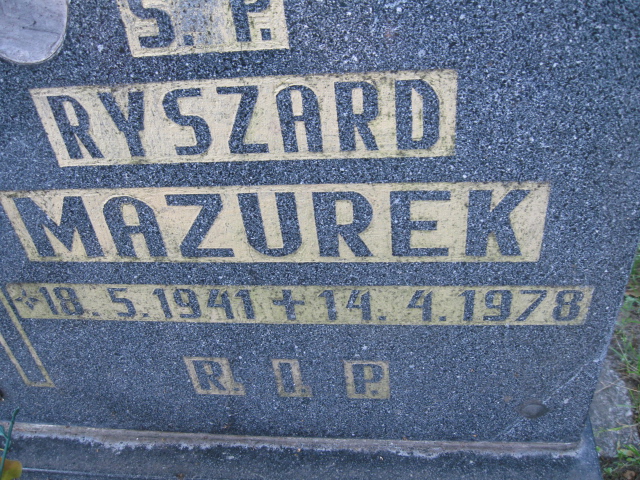 S. P.
RYSZARD
MAZUREK
*18. 5. 1941 + 14. 4. 1978
R. I. P.